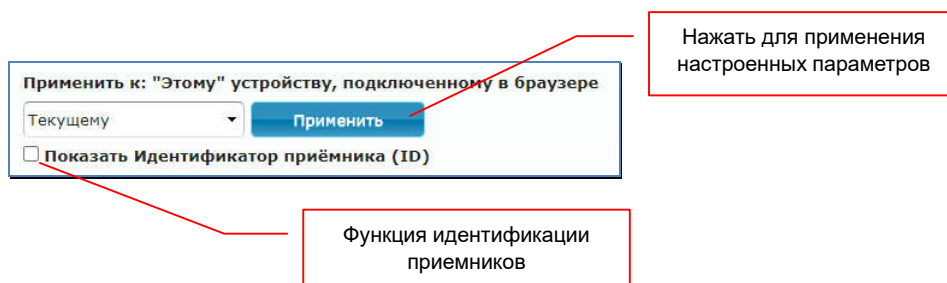 Нажать для применения
настроенных параметров
Применить к: "Этому" устройству, подключенному в браузере
Текущему
Применить
Показать Идентификатор приёмника (ID)
Функция идентификации
приемников